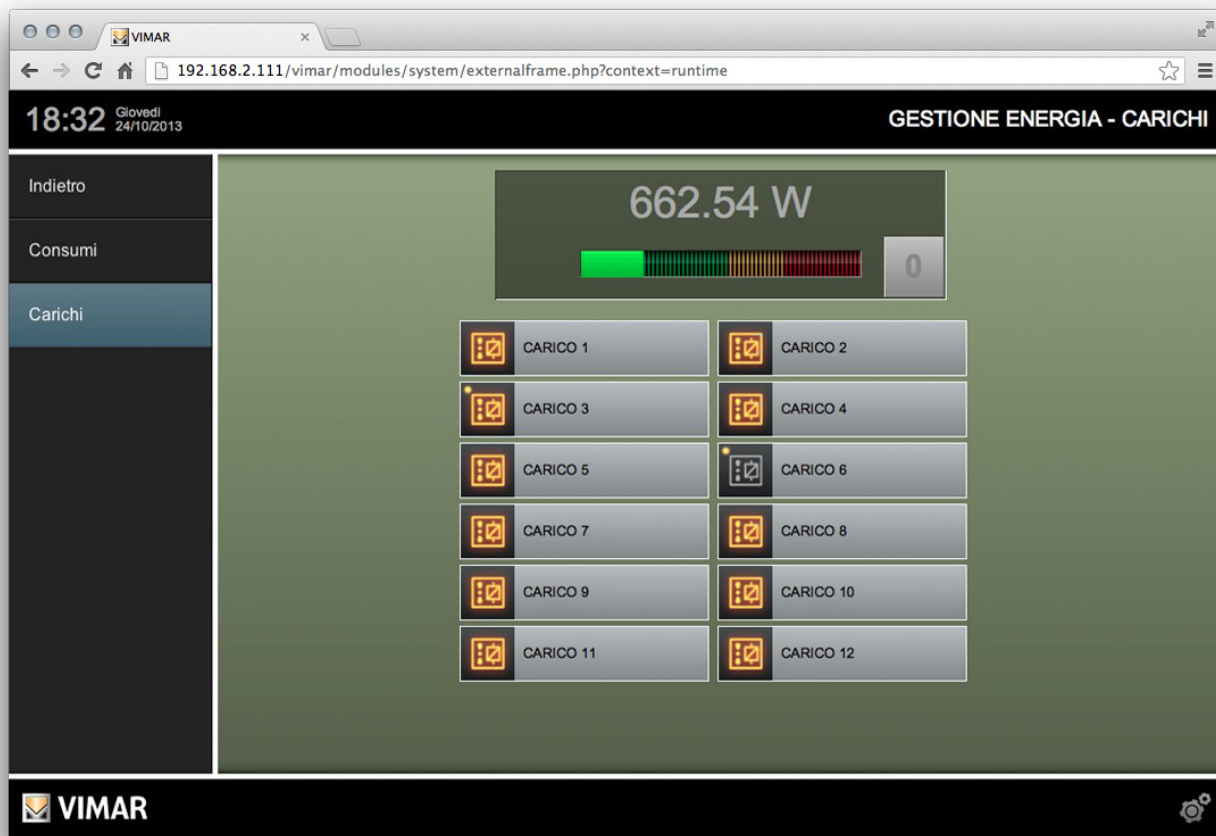 VIMAR
192.168.2.111/vimar/modules/system/externalframe.php?context=runtime
18:32 Giovedi
24/10/2013
GESTIONE ENERGIA - CARICHI
Indietro
Consumi
Carichi
662.54 W
0
CARICO 1
CARICO 2
CARICO 3
CARICO 4
CARICO 5
CARICO 6
CARICO 7
CARICO 8
CARICO 9
CARICO 10
CARICO 11
CARICO 12
VIMAR